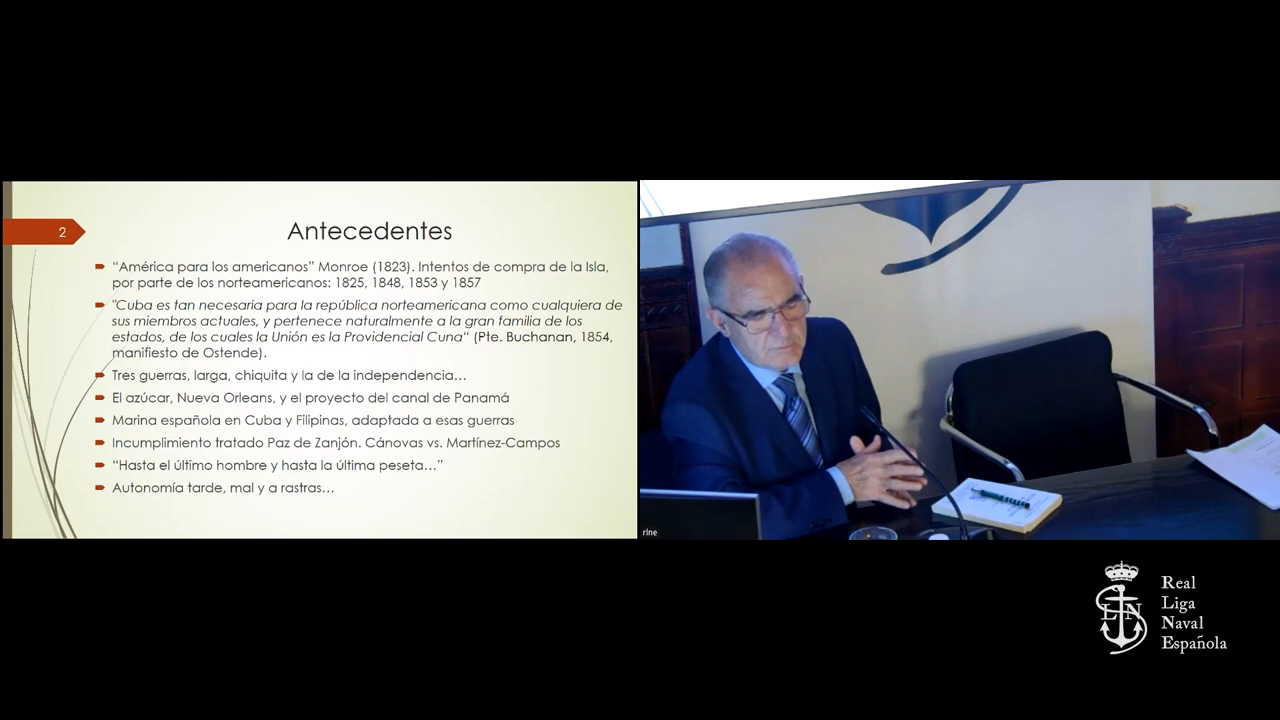 2
Antecedentes
“América para los americanos” Monroe (1823). Intentos de compra de la Isla,
por parte de los norteamericanos: 1825, 1848, 1853 y 1857
"Cuba es tan necesaria para la república norteamericana como cualquiera de
sus miembros actuales, y pertenece naturalmente a la gran familia de los
estados, de los cuales la Unión es la Providencial Cuna“ (Pte. Buchanan, 1854,
manifiesto de Ostende).
Tres guerras, larga, chiquita y la de la independencia…
El azúcar, Nueva Orleans, y el proyecto del canal de Panamá
Marina española en Cuba y Filipinas, adaptada a esas guerras
Incumplimiento tratado Paz de Zanjón. Cánovas vs. Martínez-Campos
“Hasta el último hombre y hasta la última peseta…”
Autonomía tarde, mal y a rastras…
rine
L N
Real
Liga
Naval
Española